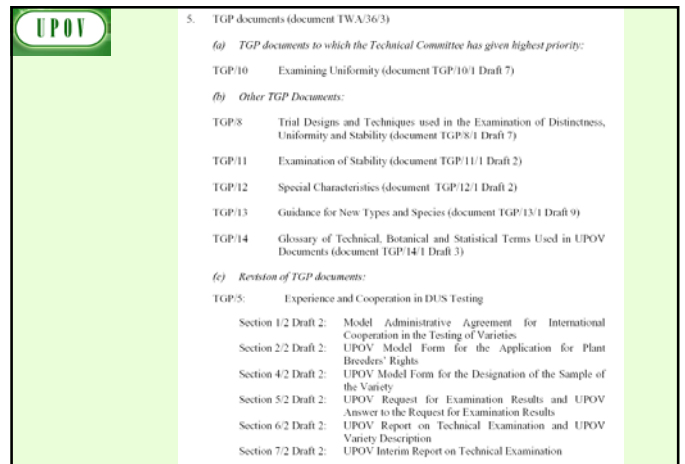 UPOV
5. TGP documents (document TWA/36/3)
(a) TGP documents to which the Technical Committee has given highest priority:
TGP/10 Examining Uniformity (document TGP/10/1 Draft 7)
(b) Other TGP Documents:
TGP/8 Trial Designs and Techniques used in the Examination of Distinctness,
Uniformity and Stability (document TGP/8/1 Draft 7)
TGP/11 Examination of Stability (document TGP/11/1 Draft 2)
TGP/12 Special Characteristics (document TGP/12/1 Draft 2)
TGP/13 Guidance for New Types and Species (document TGP/13/1 Draft 9)
TGP/14 Glossary of Technical, Botanical and Statistical Terms Used in UPOV
Documents (document TGP/14/1 Draft 3)
(c) Revision of TGP documents:
TGP/5: Experience and Cooperation in DUS Testing
Section 1/2 Draft 2: Model Administrative Agreement for International
Cooperation in the Testing of Varieties
Section 2/2 Draft 2: UPOV Model Form for the Application for Plant
Breeders' Rights
Section 4/2 Draft 2: UPOV Model Form for the Designation of the Sample of
the Variety
Section 5/2 Draft 2: UPOV Request for Examination Results and UPOV
Answer to the Request for Examination Results
Section 6/2 Draft 2: UPOV Report on Technical Examination and UPOV
Variety Description
Section 7/2 Draft 2: UPOV Interim Report on Technical Examination